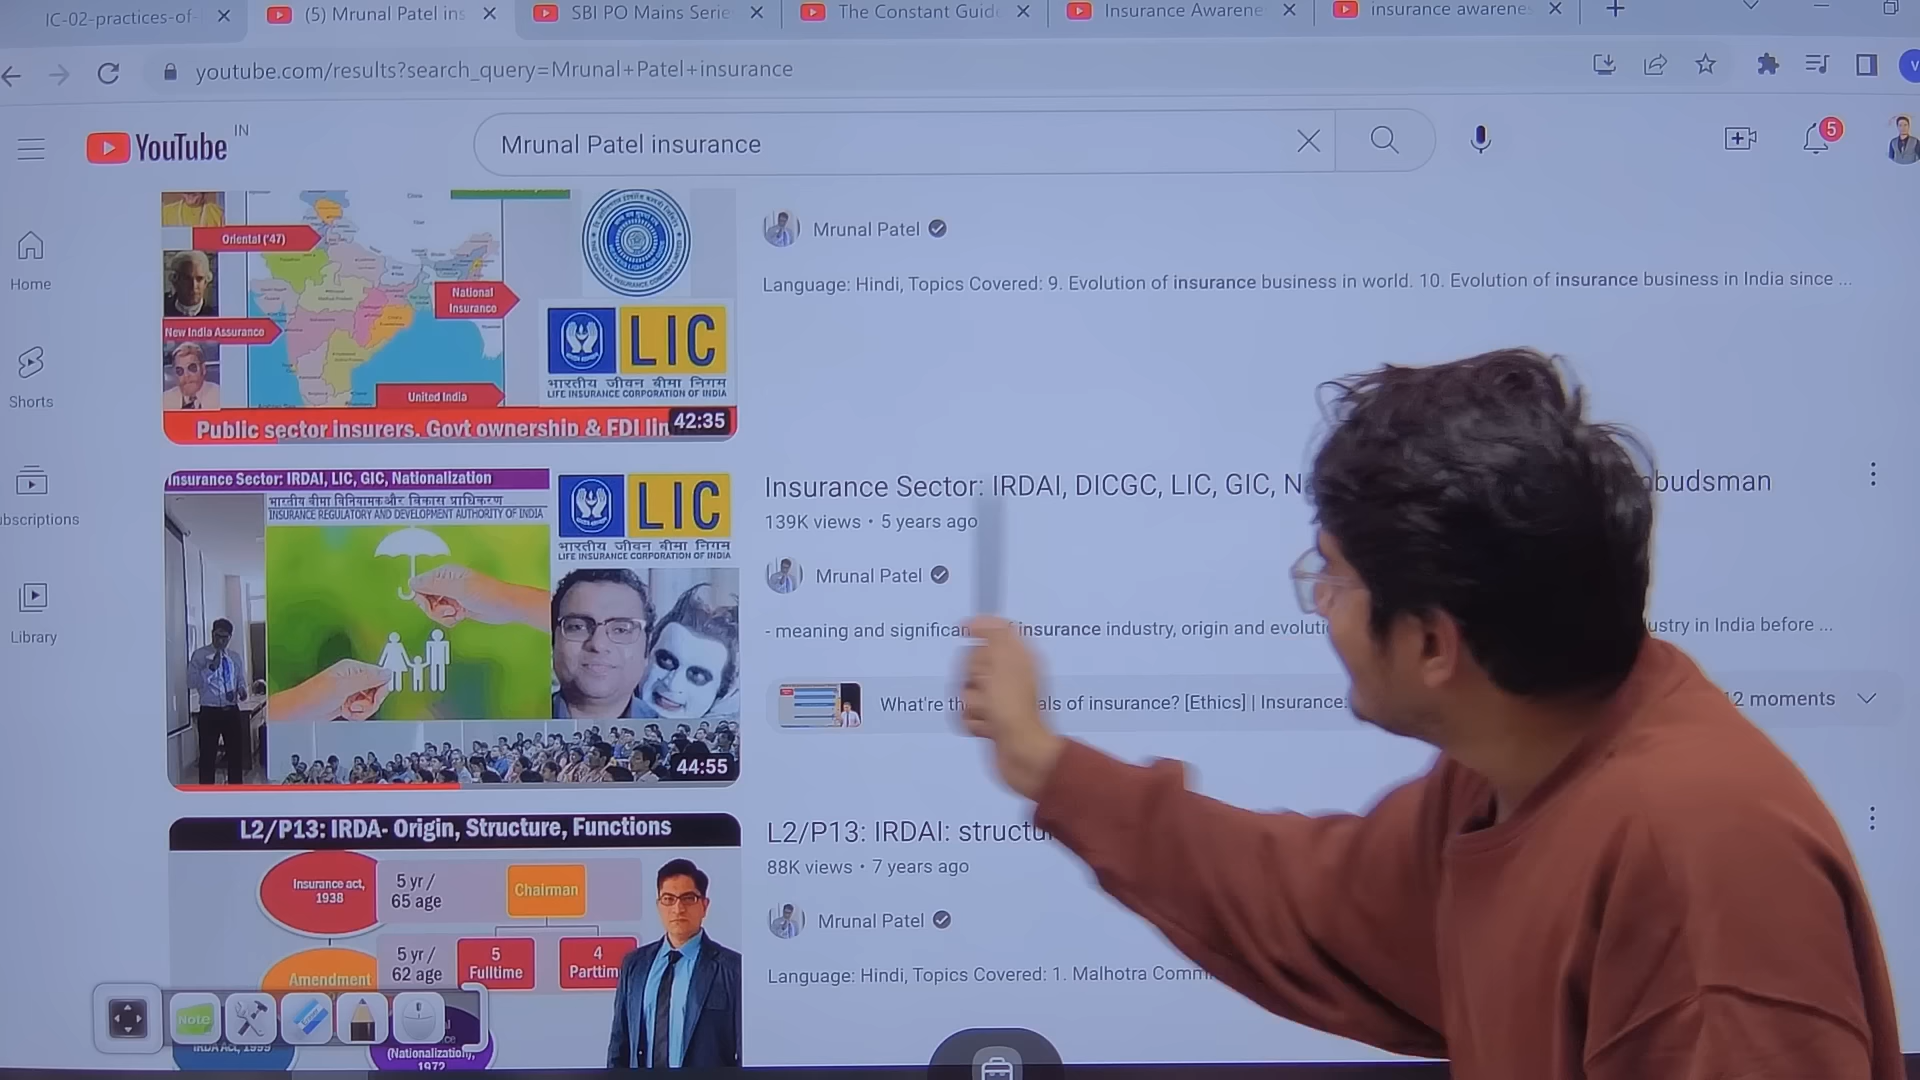 IC-02-practices-of-
(5) Mrunal Patel ins
SBI PO Mains Serie
The Constant Guid
Insurance Awarene
insurance awarenes
youtube.com/results?search_query=Mrunal+Patel+insurance
YouTube IN
Mrunal Patel insurance
5
Home
Shorts
bscriptions
Library
Oriental ('47)
National
Insurance
New India Assurance
United India
LIC
भारतीय जीवन बीमा निगम
LIFE INSURANCE CORPORATION OF INDIA
Public sector insurers, Govt ownership & FDI lim
42:35
Mrunal Patel
Language: Hindi, Topics Covered: 9. Evolution of insurance business in world. 10. Evolution of insurance business in India since ...
Insurance Sector: IRDAI, LIC, GIC, Nationalization
भारतीय बीमा विनियामक और विकास प्राधिकरण
INSURANCE REGULATORY AND DEVELOPMENT AUTHORITY OF INDIA
LIC
भारतीय जीवन बीमा निगम
LIFE INSURANCE CORPORATION OF INDIA
44:55
Insurance Sector: IRDAI, DICGC, LIC, GIC, Na budsman
139K views • 5 years ago
Mrunal Patel
- meaning and significan insurance industry, origin and evoluti ustry in India before ...
What're th als of insurance? [Ethics] | Insurance:
2 moments
L2/P13: IRDA- Origin, Structure, Functions
Insurance act,
1938
5 yr /
65 age
Chairman
Amendment
5 yr /
62 age
5
Fulltime
4
Parttim
(Nationalization),
1972
Note
L2/P13: IRDAI: structu
88K views • 7 years ago
Mrunal Patel
Language: Hindi, Topics Covered: 1. Malhotra Comm